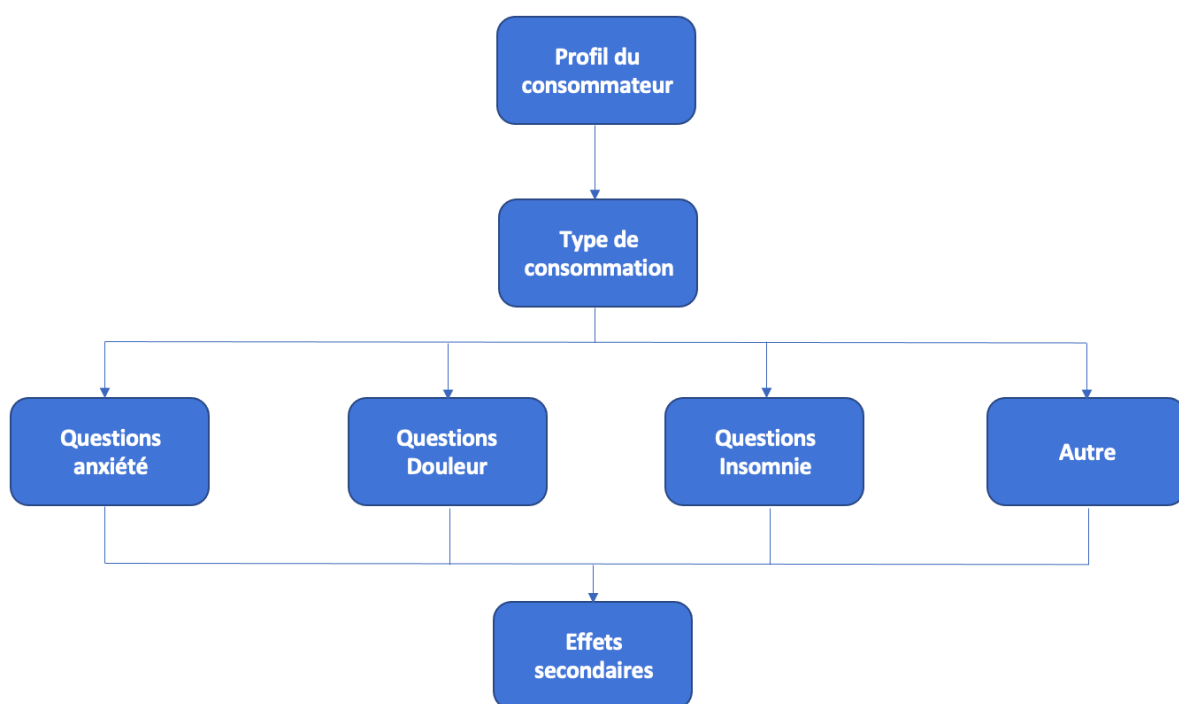 Profil du
consommateur
Type de
consommation
Questions
anxiété
Questions
Douleur
Questions
Insomnie
Autre
Effets
secondaires